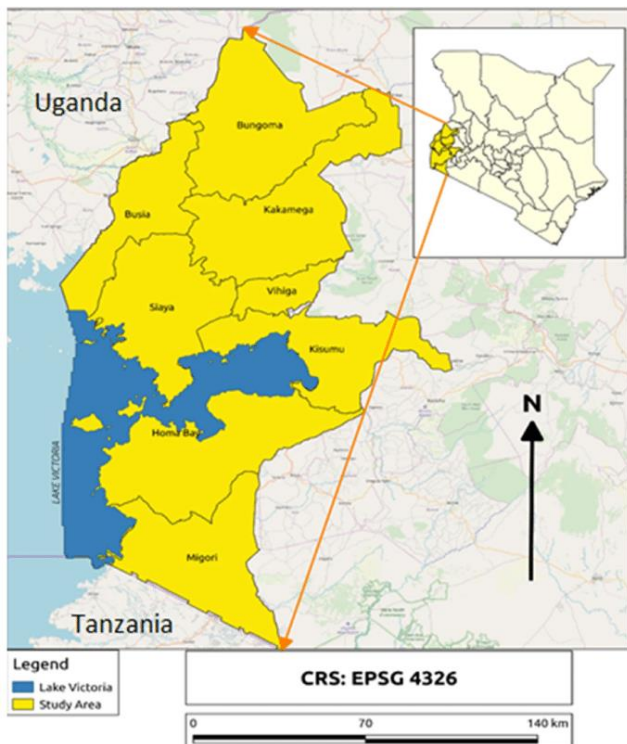 Uganda
Bungoma
Kakamega
Busia
Vihiga
Siaya
Kisumu
N
Homa Bay
LAKE VICTORIA
Migori
Tanzania
Legend
Lake Victoria
Study Area
CRS: EPSG 4326
0 70 140 km